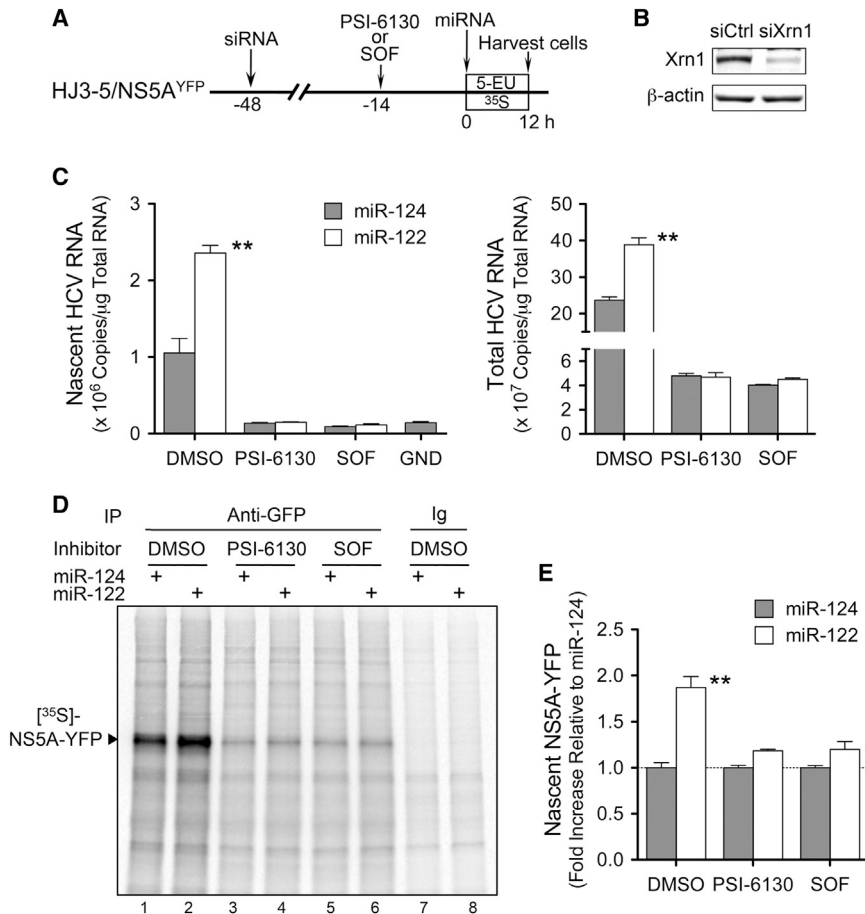 A
siRNA
PSI-6130
or
SOF
miRNA
Harvest cells
HJ3-5/NS5A^YFP
5-EU
³⁵S
-48
-14
0
12 h
B
siCtrl siXrn1
Xrn1
β-actin
C
Nascent HCV RNA
(x 10⁶ Copies/µg Total RNA)
3
2
1
0
miR-124
miR-122
**
DMSO PSI-6130 SOF GND
Total HCV RNA
(x 10⁷ Copies/µg Total RNA)
50
40
30
20
6
4
2
0
**
DMSO PSI-6130 SOF
D
IP Anti-GFP Ig
Inhibitor DMSO PSI-6130 SOF DMSO
miR-124 + + + +
miR-122 + + + +
[³⁵S]-
NS5A-YFP
1 2 3 4 5 6 7 8
E
Nascent NS5A-YFP
(Fold Increase Relative to miR-124)
miR-124
miR-122
2.5
2.0
1.5
1.0
0.5
0.0
**
DMSO PSI-6130 SOF